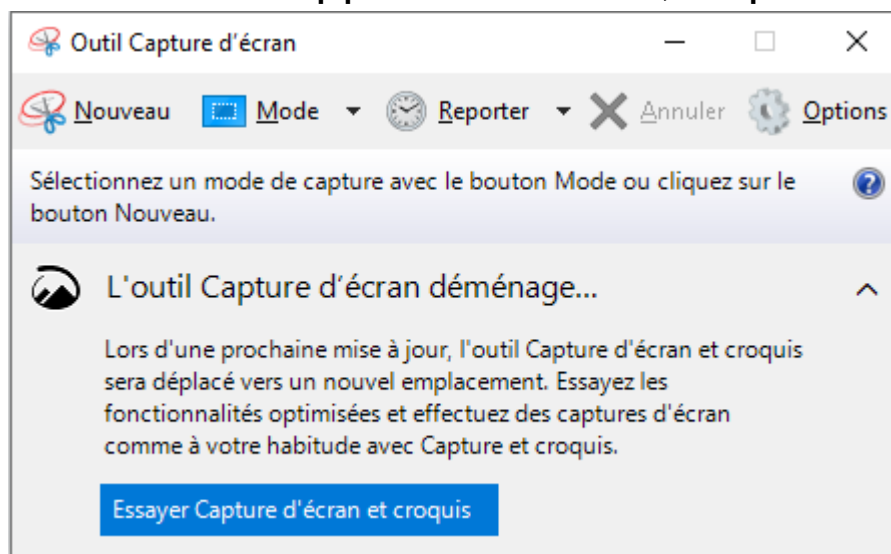 Outil Capture d'écran
Nouveau Mode Reporter Annuler Options
Sélectionnez un mode de capture avec le bouton Mode ou cliquez sur le
bouton Nouveau.
L'outil Capture d'écran déménage...
Lors d'une prochaine mise à jour, l'outil Capture d'écran et croquis
sera déplacé vers un nouvel emplacement. Essayez les
fonctionnalités optimisées et effectuez des captures d'écran
comme à votre habitude avec Capture et croquis.
Essayer Capture d'écran et croquis